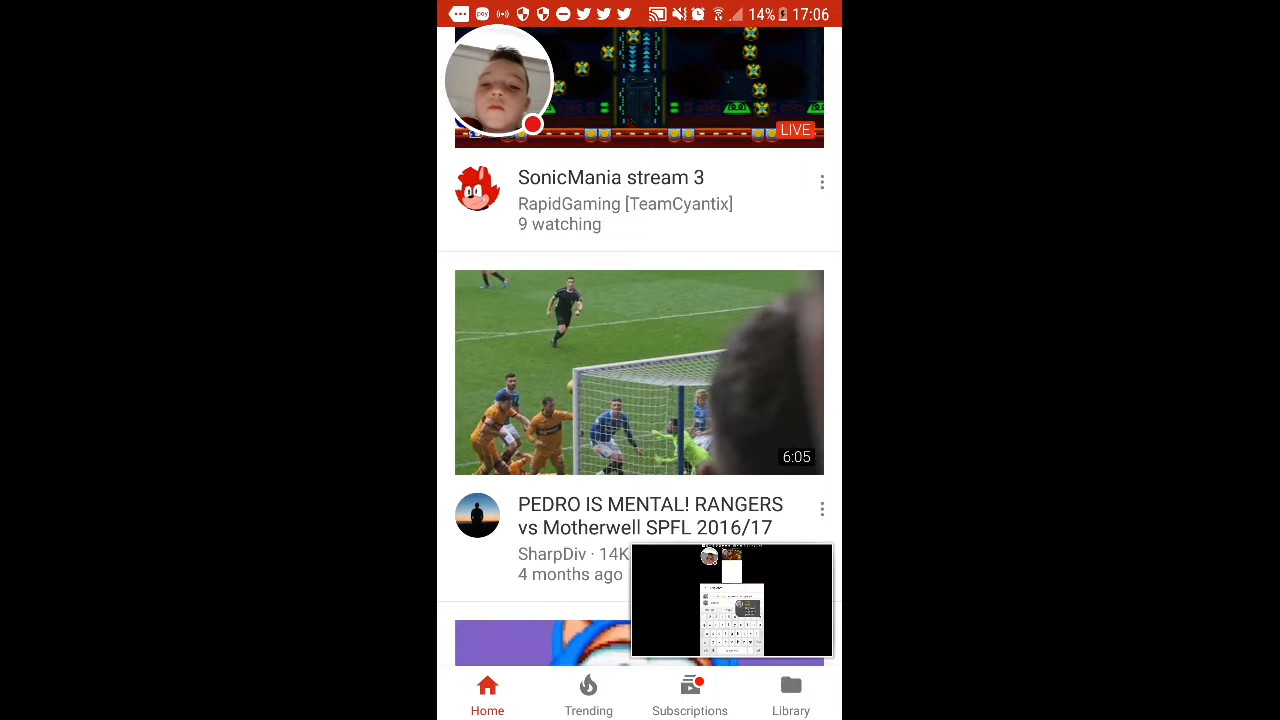 14% 17:06
LIVE
SonicMania stream 3
RapidGaming [TeamCyantix]
9 watching
6:05
PEDRO IS MENTAL! RANGERS
vs Motherwell SPFL 2016/17
SharpDiv · 14K
4 months ago
Home
Trending
Subscriptions
Library